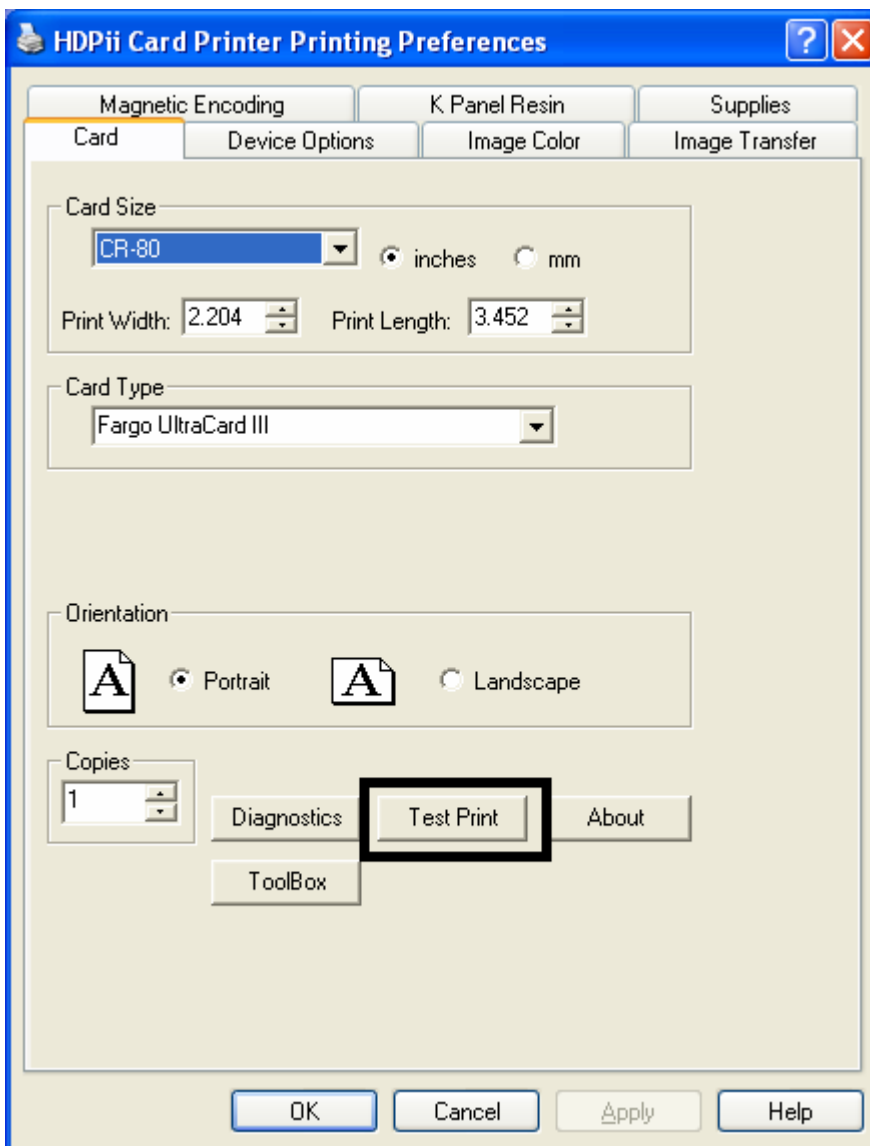 HDPii Card Printer Printing Preferences
Magnetic Encoding K Panel Resin Supplies
Card Device Options Image Color Image Transfer
Card Size
CR-80 inches mm
Print Width: 2.204 Print Length: 3.452
Card Type
Fargo UltraCard III
Orientation
A Portrait A Landscape
Copies
1 Diagnostics Test Print About
ToolBox
OK Cancel Apply Help